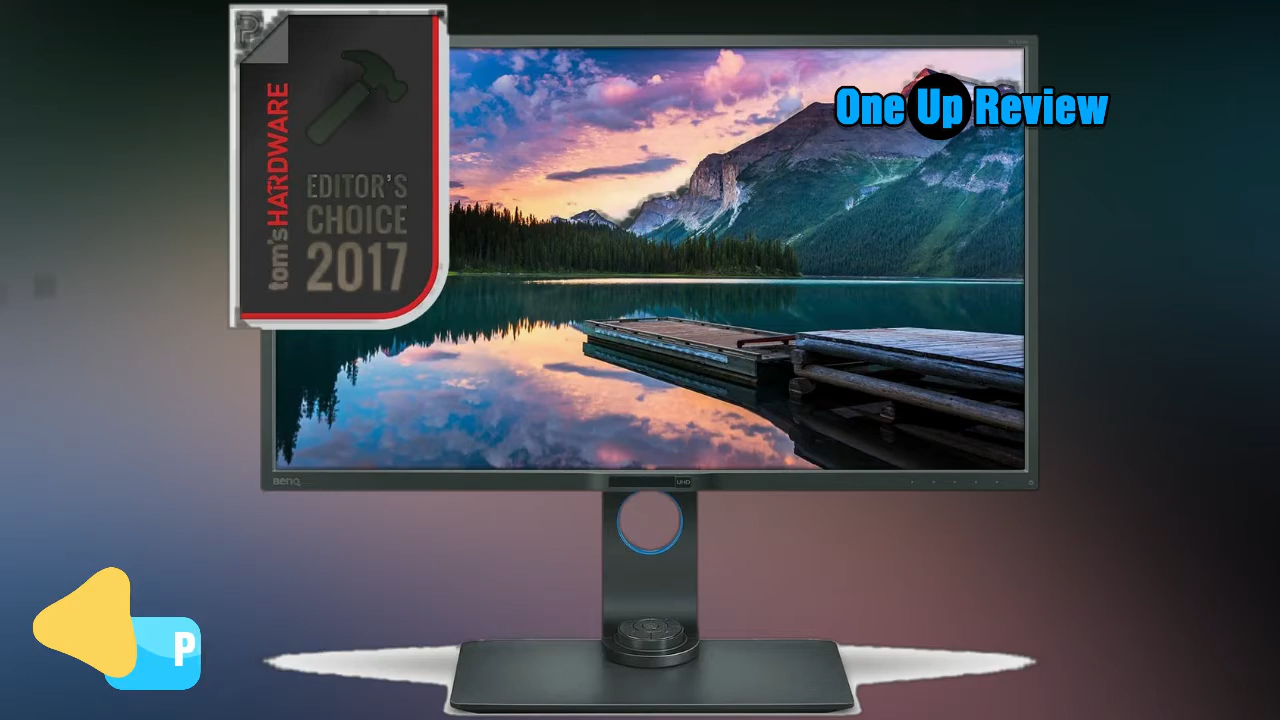 tom's HARDWARE
EDITOR'S
CHOICE
2017
One Up Review
BenQ
UHD
P